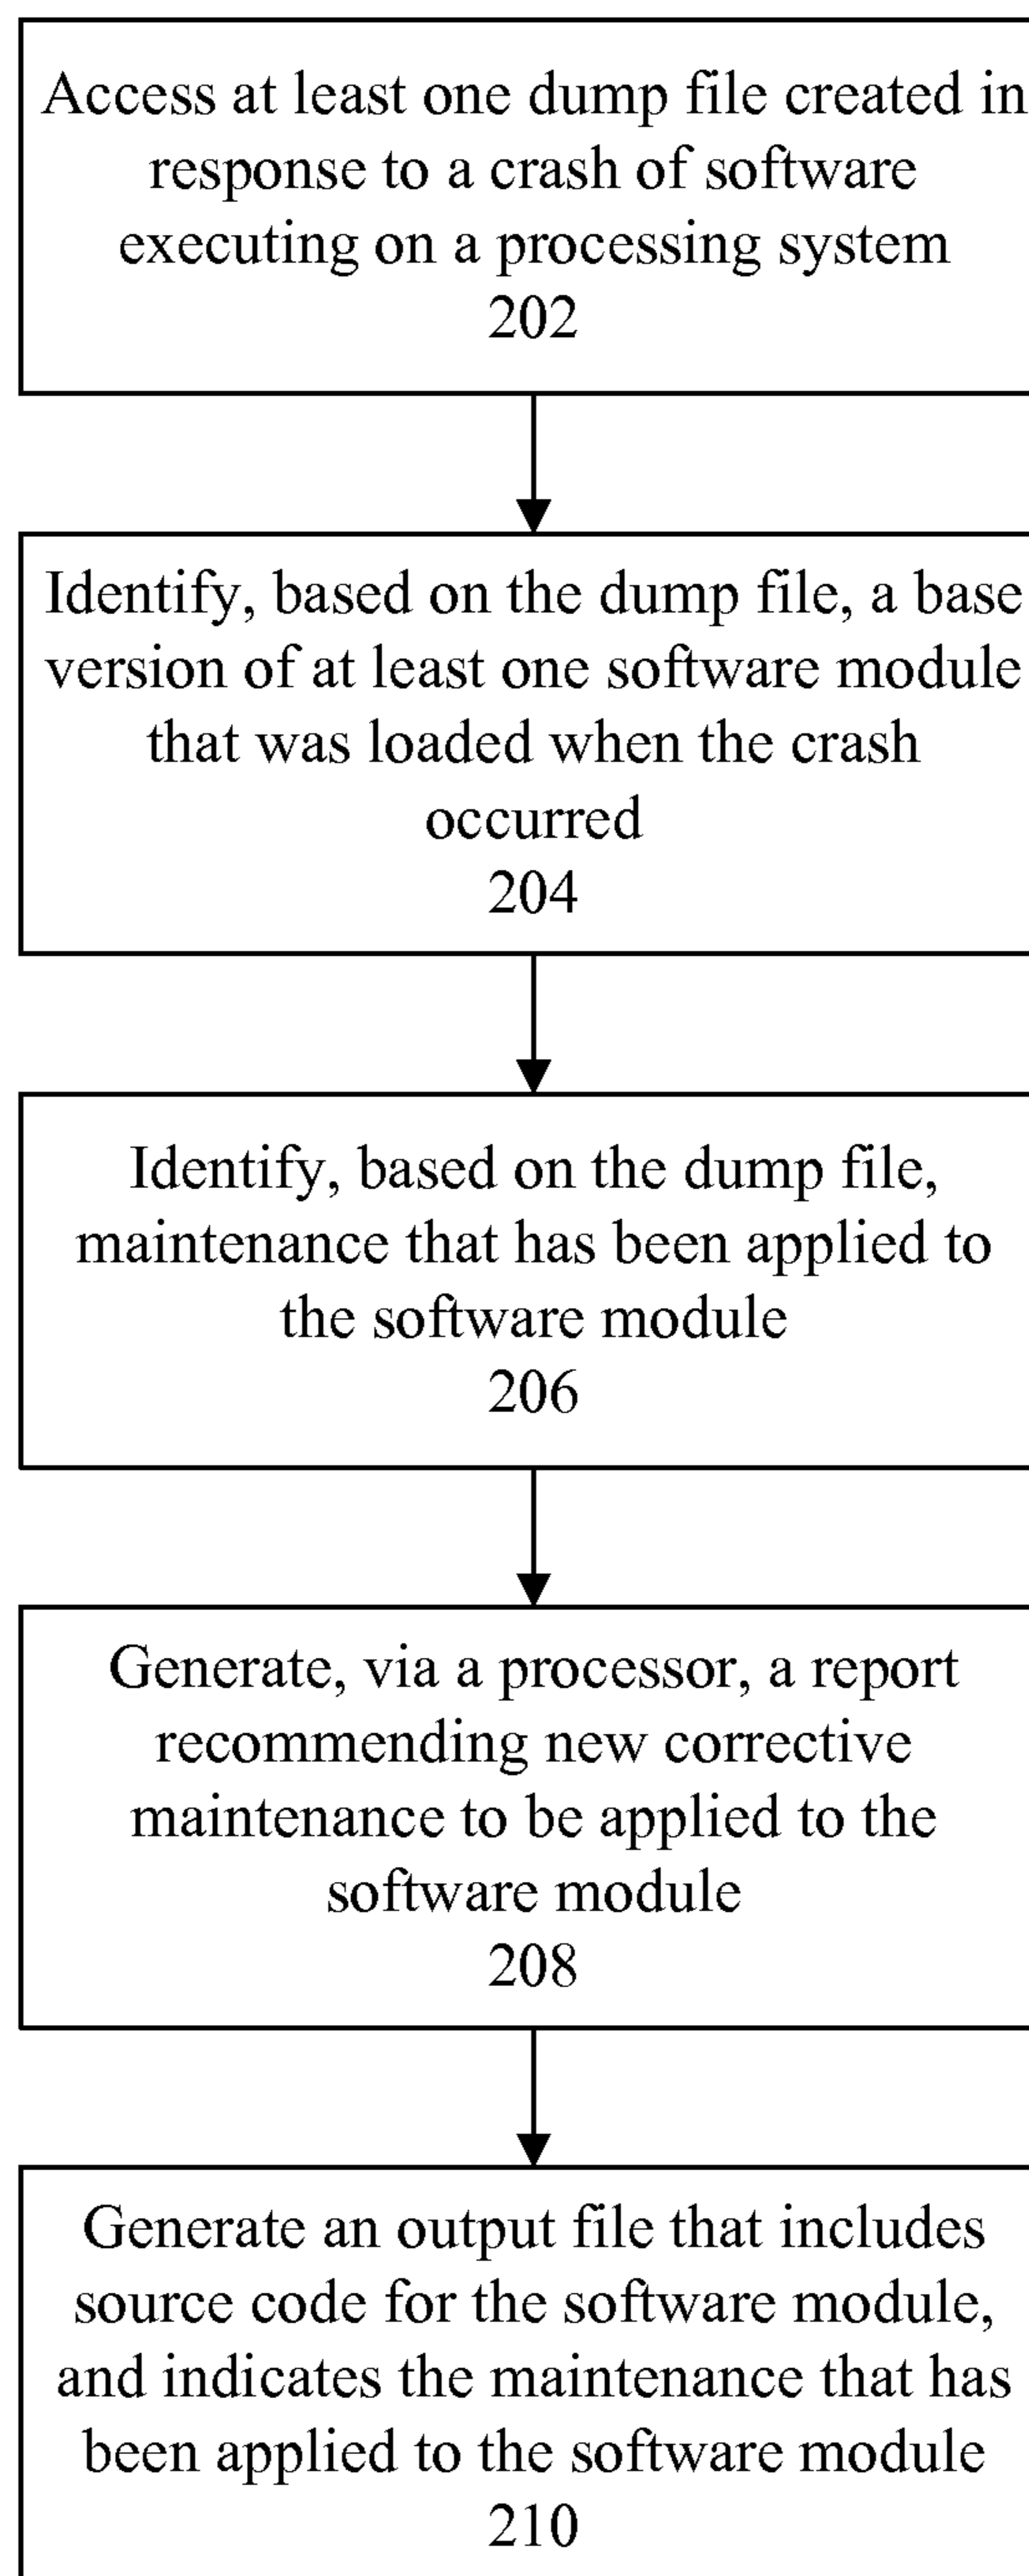 Access at least one dump file created in
response to a crash of software
executing on a processing system
202
Identify, based on the dump file, a base
version of at least one software module
that was loaded when the crash
occurred
204
Identify, based on the dump file,
maintenance that has been applied to
the software module
206
Generate, via a processor, a report
recommending new corrective
maintenance to be applied to the
software module
208
Generate an output file that includes
source code for the software module,
and indicates the maintenance that has
been applied to the software module
210